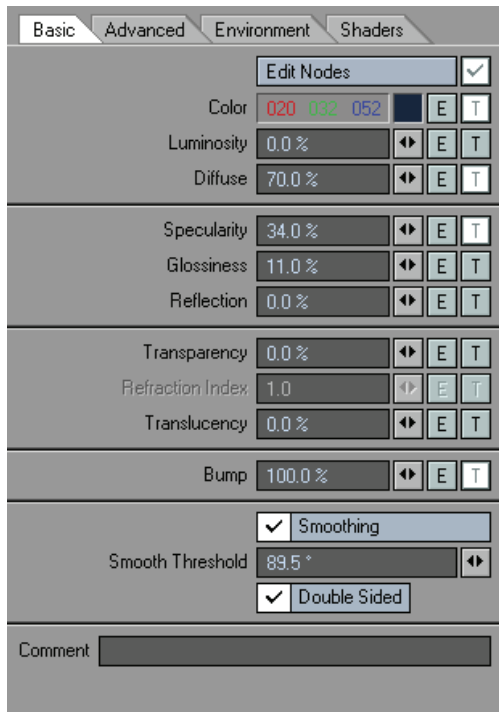 Basic Advanced Environment Shaders
Edit Nodes
Color 020 032 052 E T
Luminosity 0.0 % E T
Diffuse 70.0 % E T
Specularity 34.0 % E T
Glossiness 11.0 % E T
Reflection 0.0 % E T
Transparency 0.0 % E T
Refraction Index 1.0 E T
Translucency 0.0 % E T
Bump 100.0 % E T
Smoothing
Smooth Threshold 89.5 °
Double Sided
Comment